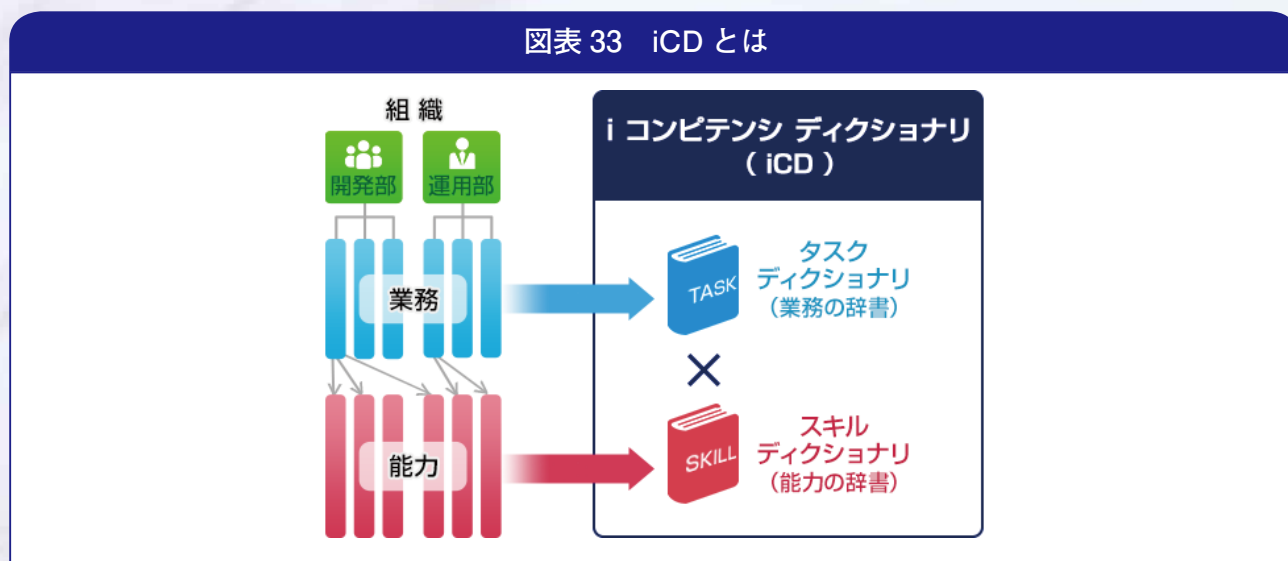 図表 33 iCD とは
組 織
開発部
運用部
業務
能力
i コンピテンシ ディクショナリ
( iCD )
TASK
タスク
ディクショナリ
(業務の辞書)
×
SKILL
スキル
ディクショナリ
(能力の辞書)